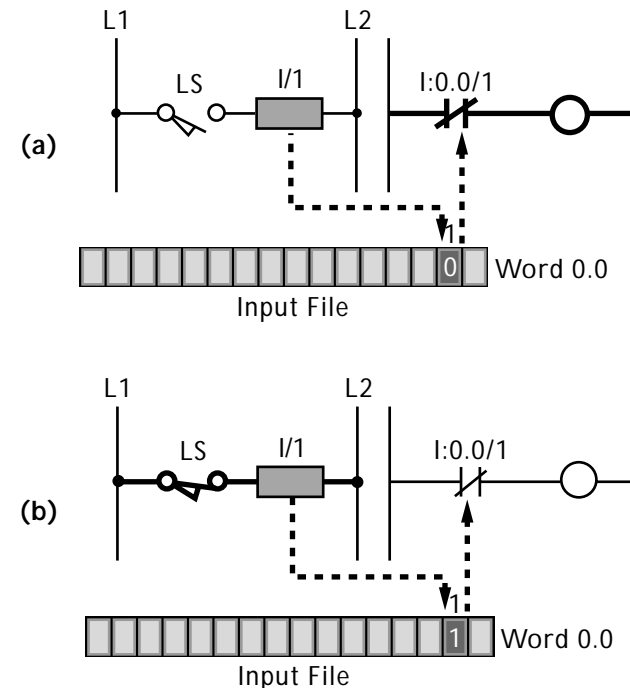 L1
L2
LS
I/1
I:0.0/1
(a)
1
0
Word 0.0
Input File
L1
L2
LS
I/1
I:0.0/1
(b)
1
1
Word 0.0
Input File